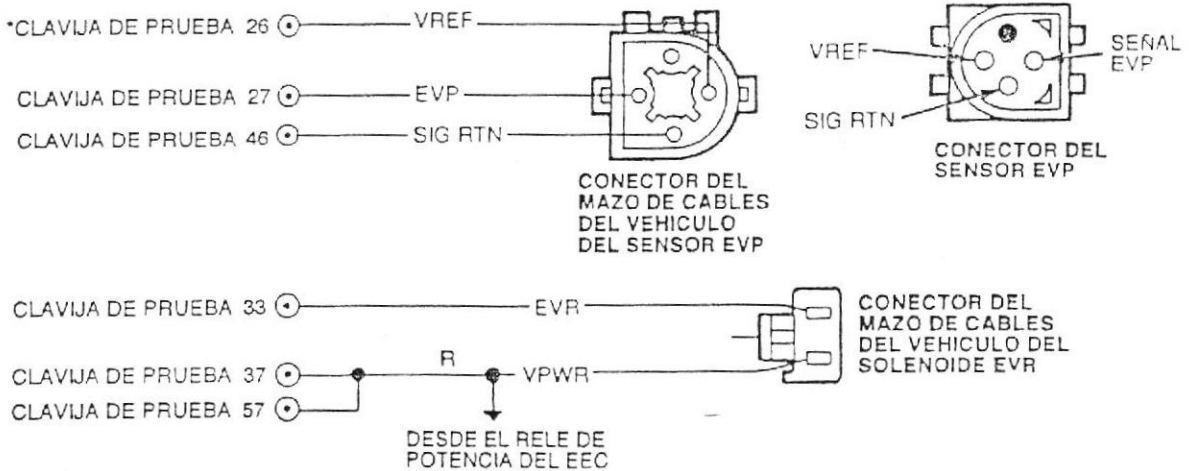 *CLAVIJA DE PRUEBA 26 VREF
CLAVIJA DE PRUEBA 27 EVP
CLAVIJA DE PRUEBA 46 SIG RTN
CONECTOR DEL
MAZO DE CABLES
DEL VEHICULO
DEL SENSOR EVP
VREF
SEÑAL
EVP
SIG RTN
CONECTOR DEL
SENSOR EVP
CLAVIJA DE PRUEBA 33 EVR
CLAVIJA DE PRUEBA 37 R VPWR
CLAVIJA DE PRUEBA 57
DESDE EL RELE DE
POTENCIA DEL EEC
CONECTOR DEL
MAZO DE CABLES
DEL VEHICULO DEL
SOLENOIDE EVR